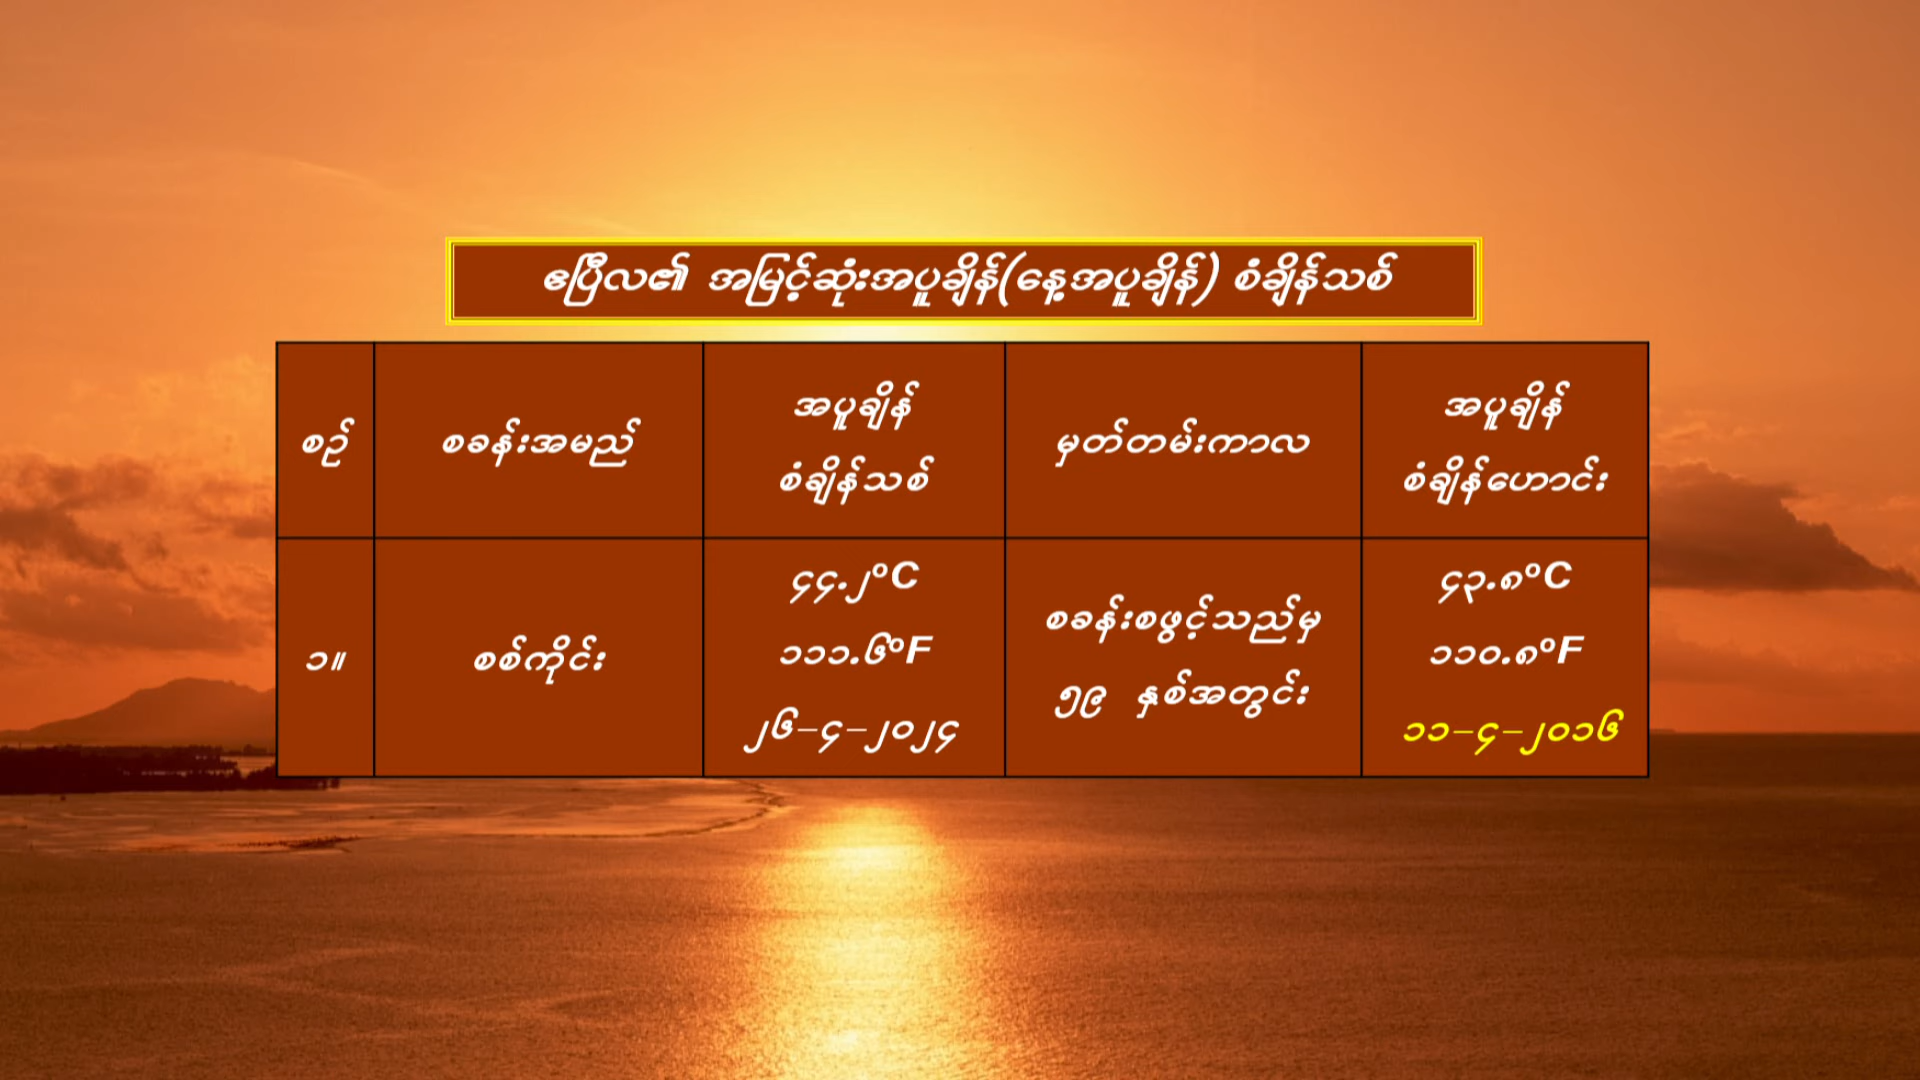 ဧပြီလ၏ အမြင့်ဆုံးအပူချိန်(နေ့အပူချိန်) စံချိန်သစ်
စဉ်
စခန်းအမည်
အပူချိန်
စံချိန်သစ်
မှတ်တမ်းကာလ
အပူချိန်
စံချိန်ဟောင်း
၁။
စစ်ကိုင်း
၄၄.၂°C
၁၁၁.၆°F
၂၆-၄-၂၀၂၄
စခန်းစဖွင့်သည်မှ
၅၉ နှစ်အတွင်း
၄၃.၈°C
၁၁၀.၈°F
၁၁-၄-၂၀၁၆